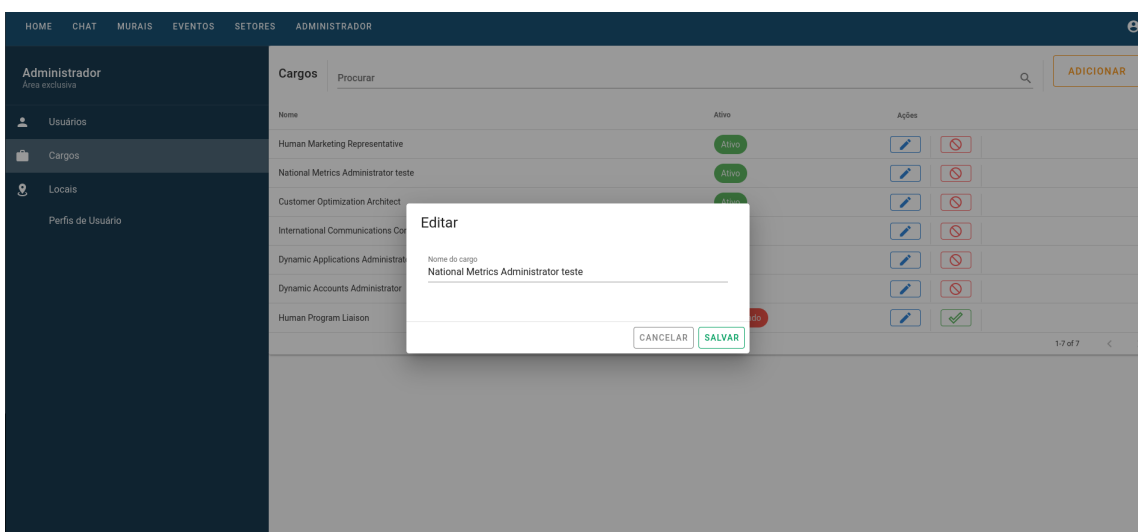 HOME CHAT MURAIS EVENTOS SETORES ADMINISTRADOR
Administrador
Área exclusiva
Usuários
Cargos
Locais
Perfis de Usuário
Cargos Procurar ADICIONAR
Nome Ativo Ações
Human Marketing Representative Ativo
National Metrics Administrator teste Ativo
Customer Optimization Architect Ativo
International Communications
Dynamic Applications
Dynamic Accounts Administrator
Human Program Liaison
1-7 of 7
Editar
Nome do cargo
National Metrics Administrator teste
CANCELAR SALVAR